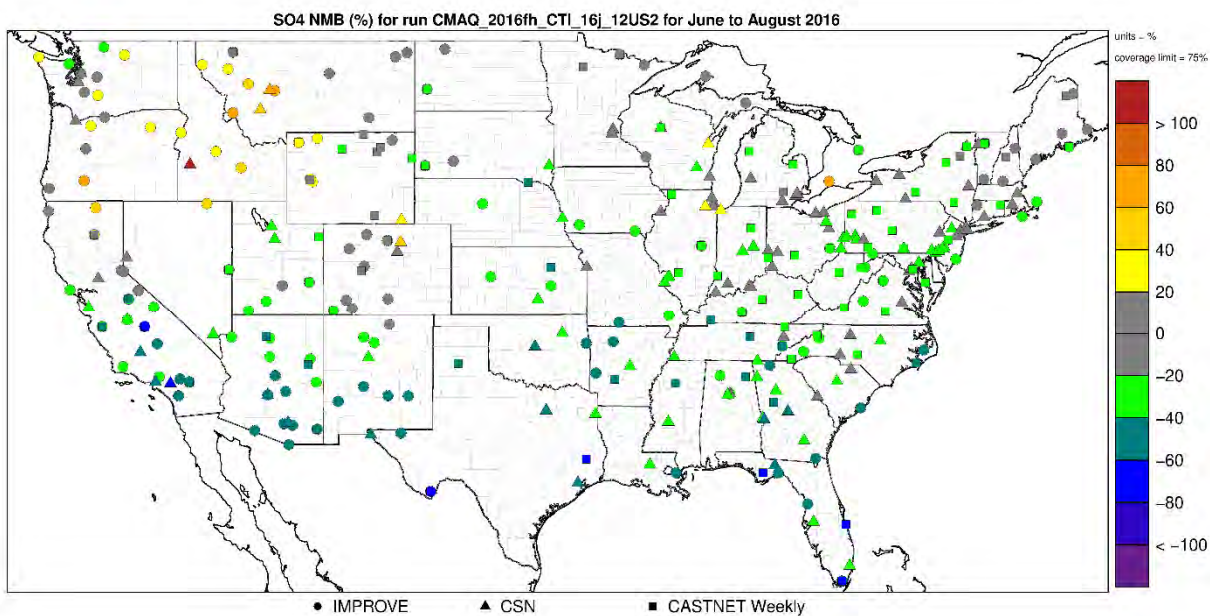 SO4 NMB (%) for run CMAQ_2016fh_CTI_16j_12US2 for June to August 2016
units = %
coverage limit = 75%
> 100
80
60
40
20
0
−20
−40
−60
−80
< −100
● IMPROVE ▲ CSN ■ CASTNET Weekly